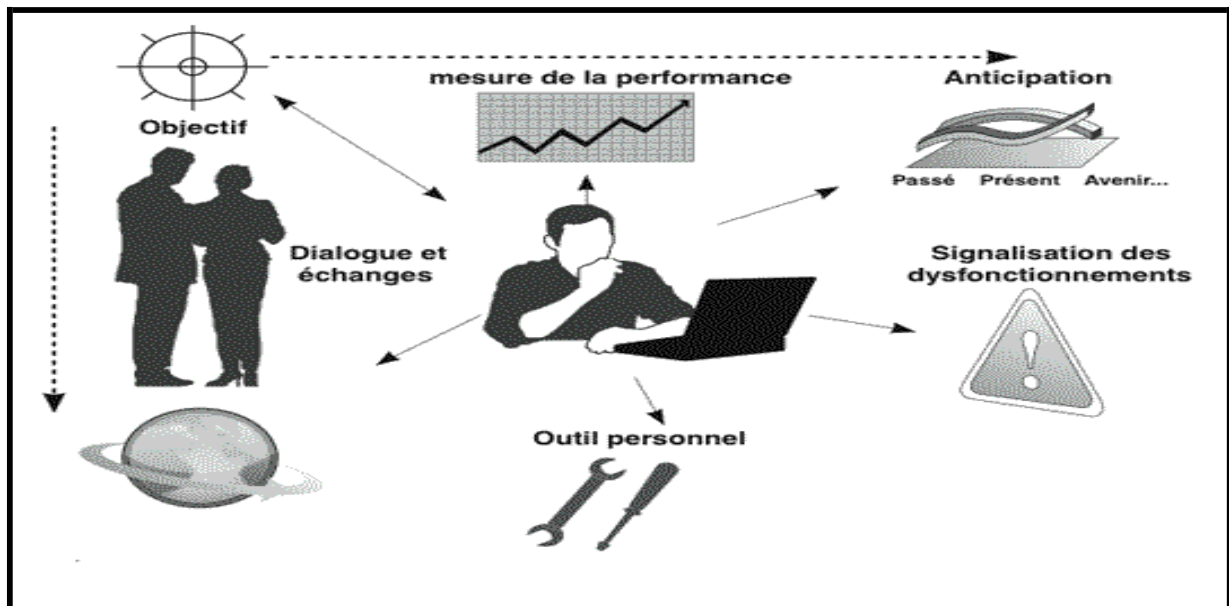 mesure de la performance
Anticipation
Objectif
Passé Présent Avenir...
Dialogue et
échanges
Signalisation des
dysfonctionnements
Outil personnel